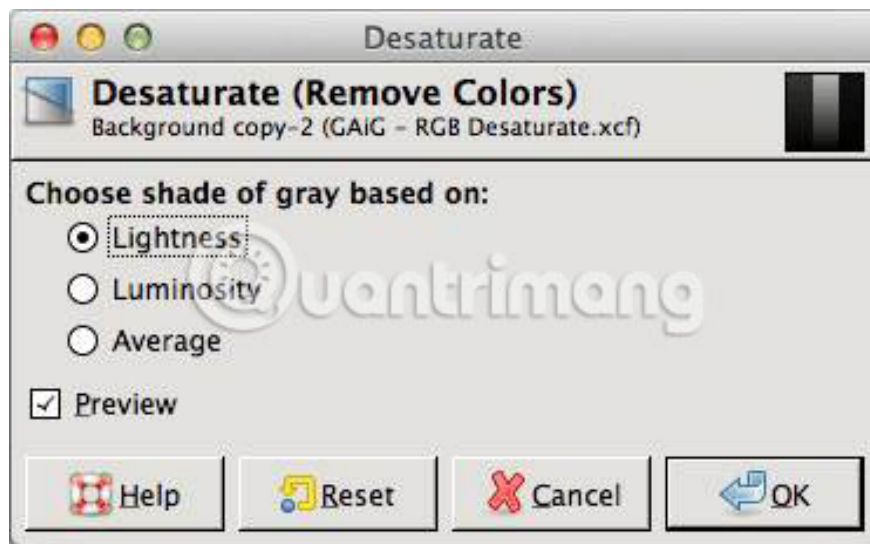 Desaturate
Desaturate (Remove Colors)
Background copy-2 (GAiG - RGB Desaturate.xcf)
Choose shade of gray based on:
Lightness
Luminosity
Average
Quantrimang
Preview
Help Reset Cancel OK